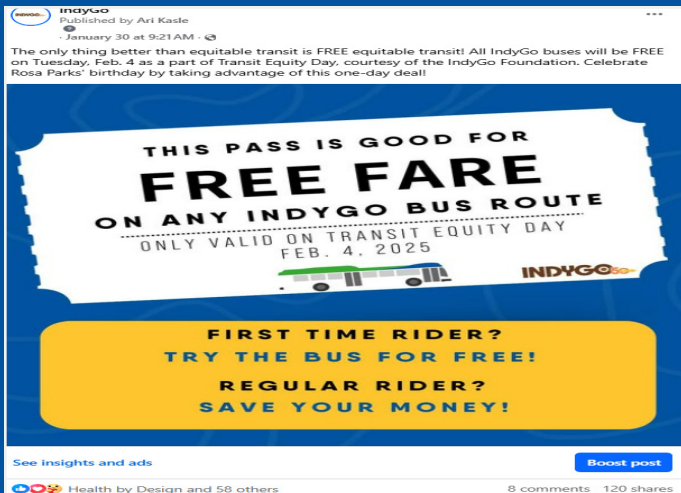 IndyGo
Published by Ari Kasle
· January 30 at 9:21 AM ·
The only thing better than equitable transit is FREE equitable transit! All IndyGo buses will be FREE
on Tuesday, Feb. 4 as a part of Transit Equity Day, courtesy of the IndyGo Foundation. Celebrate
Rosa Parks' birthday by taking advantage of this one-day deal!
THIS PASS IS GOOD FOR
FREE FARE
ON ANY INDYGO BUS ROUTE
ONLY VALID ON TRANSIT EQUITY DAY
FEB. 4, 2025
INDYGO50
FIRST TIME RIDER?
TRY THE BUS FOR FREE!
REGULAR RIDER?
SAVE YOUR MONEY!
See insights and ads
Boost post
Health by Design and 58 others
8 comments 120 shares